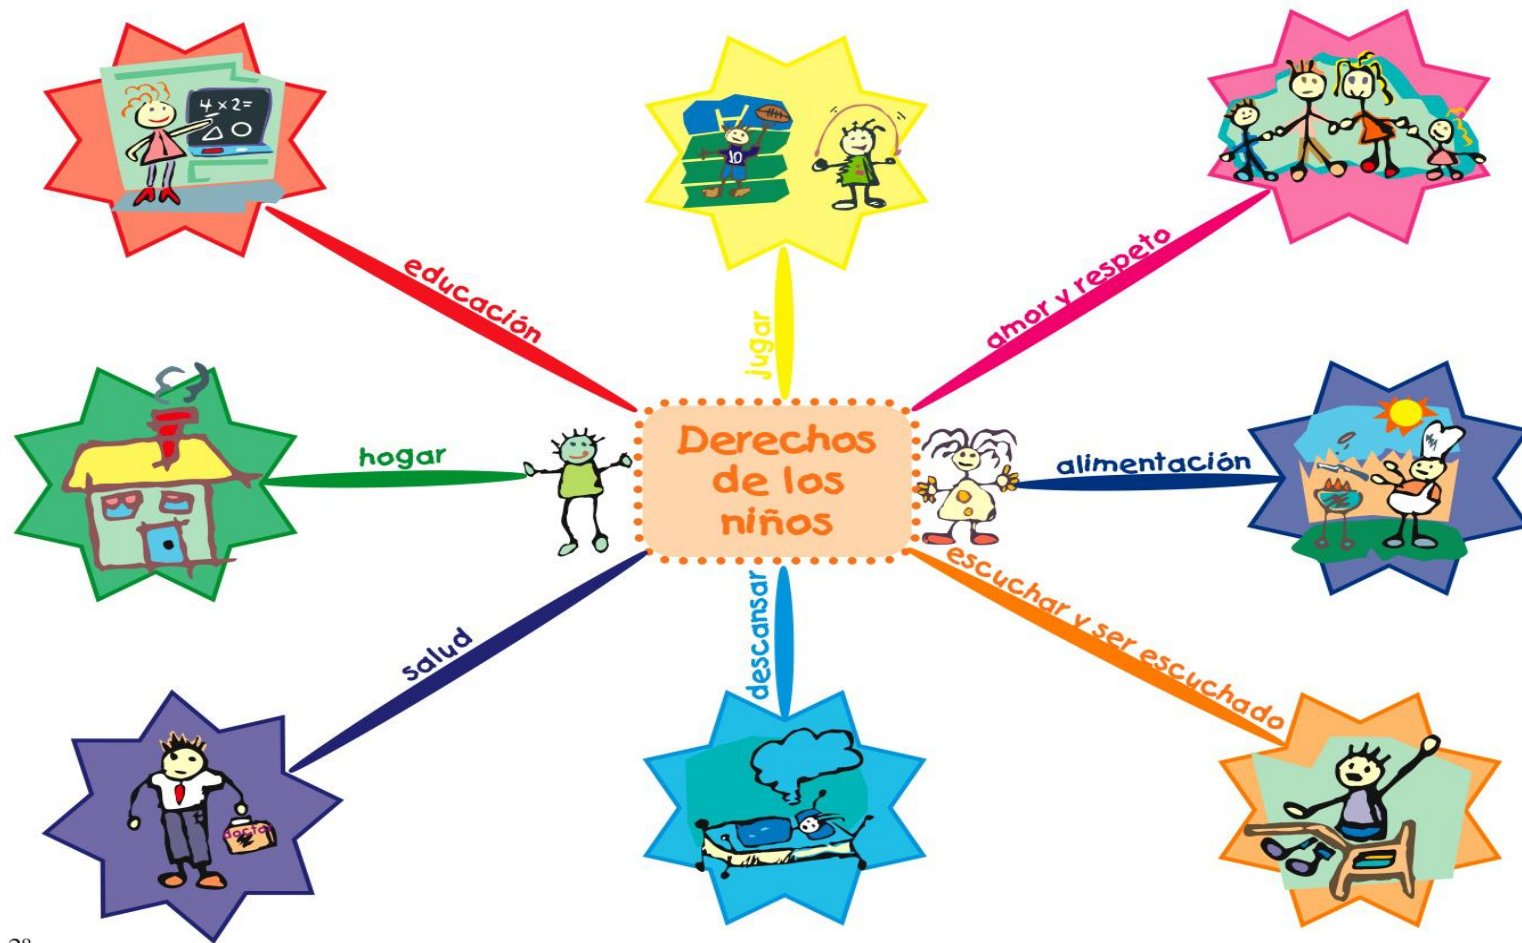 4 x 2 =
10
educación
jugar
amor y respeto
hogar
Derechos
de los
niños
alimentación
salud
descansar
escuchar y ser escuchado
doctor